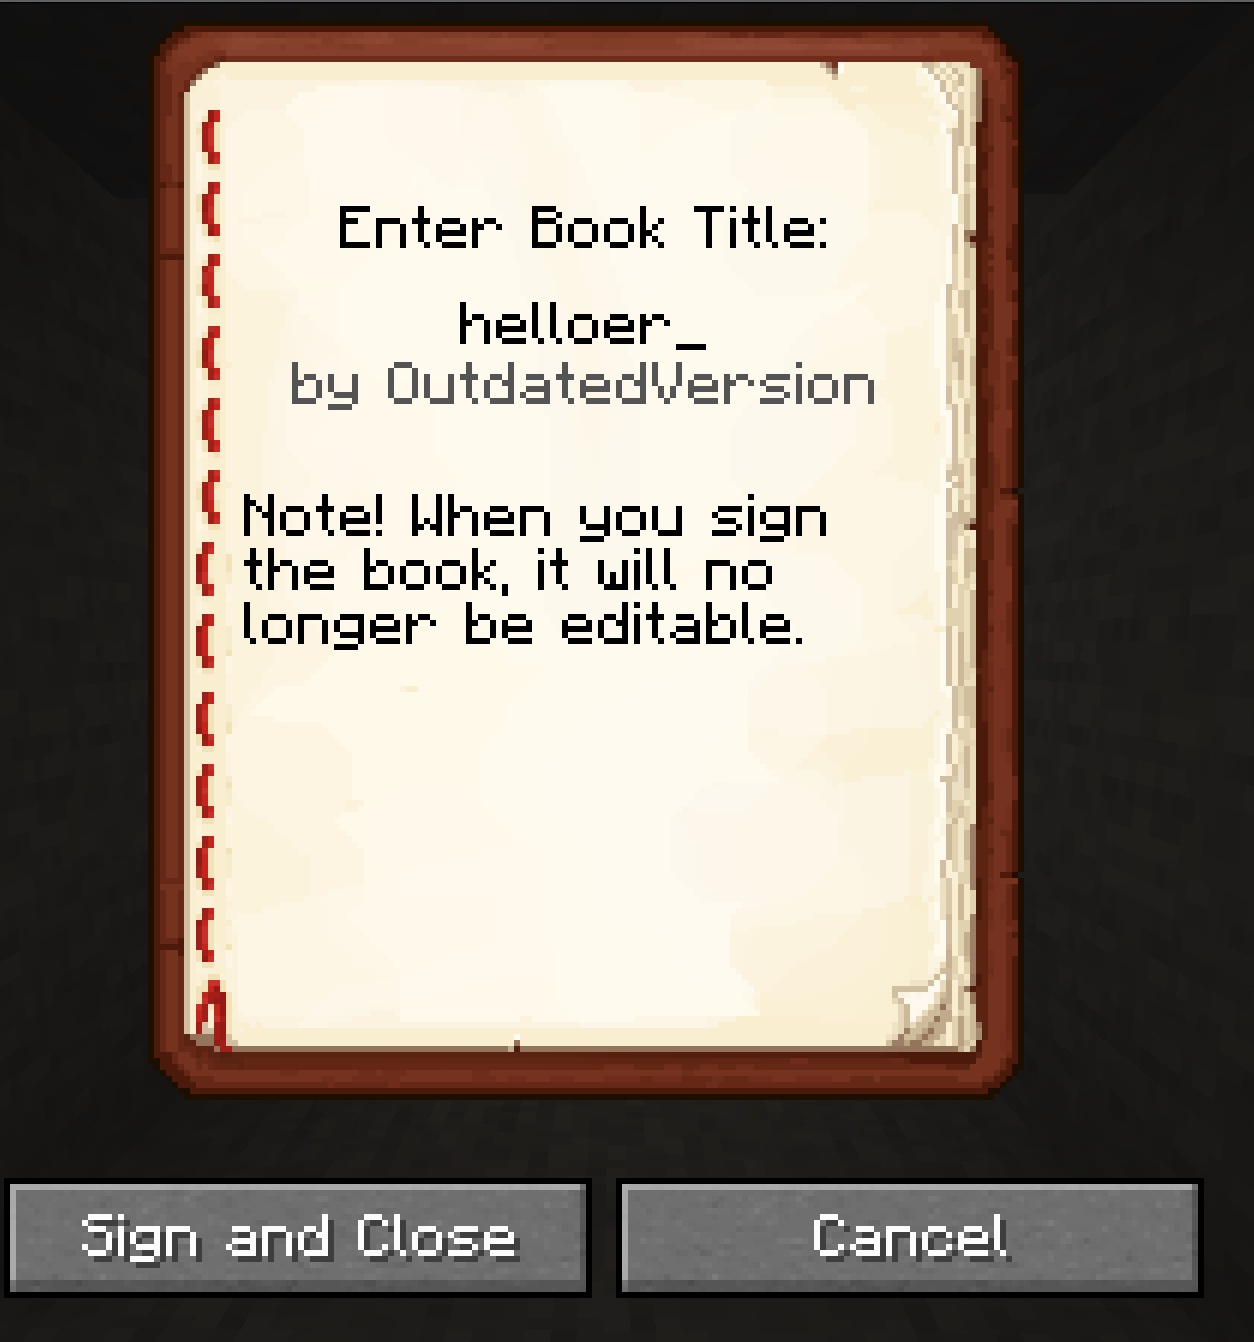 Enter Book Title:
helloer_
by OutdatedVersion
Note! When you sign
the book, it will no
longer be editable.
Sign and Close
Cancel